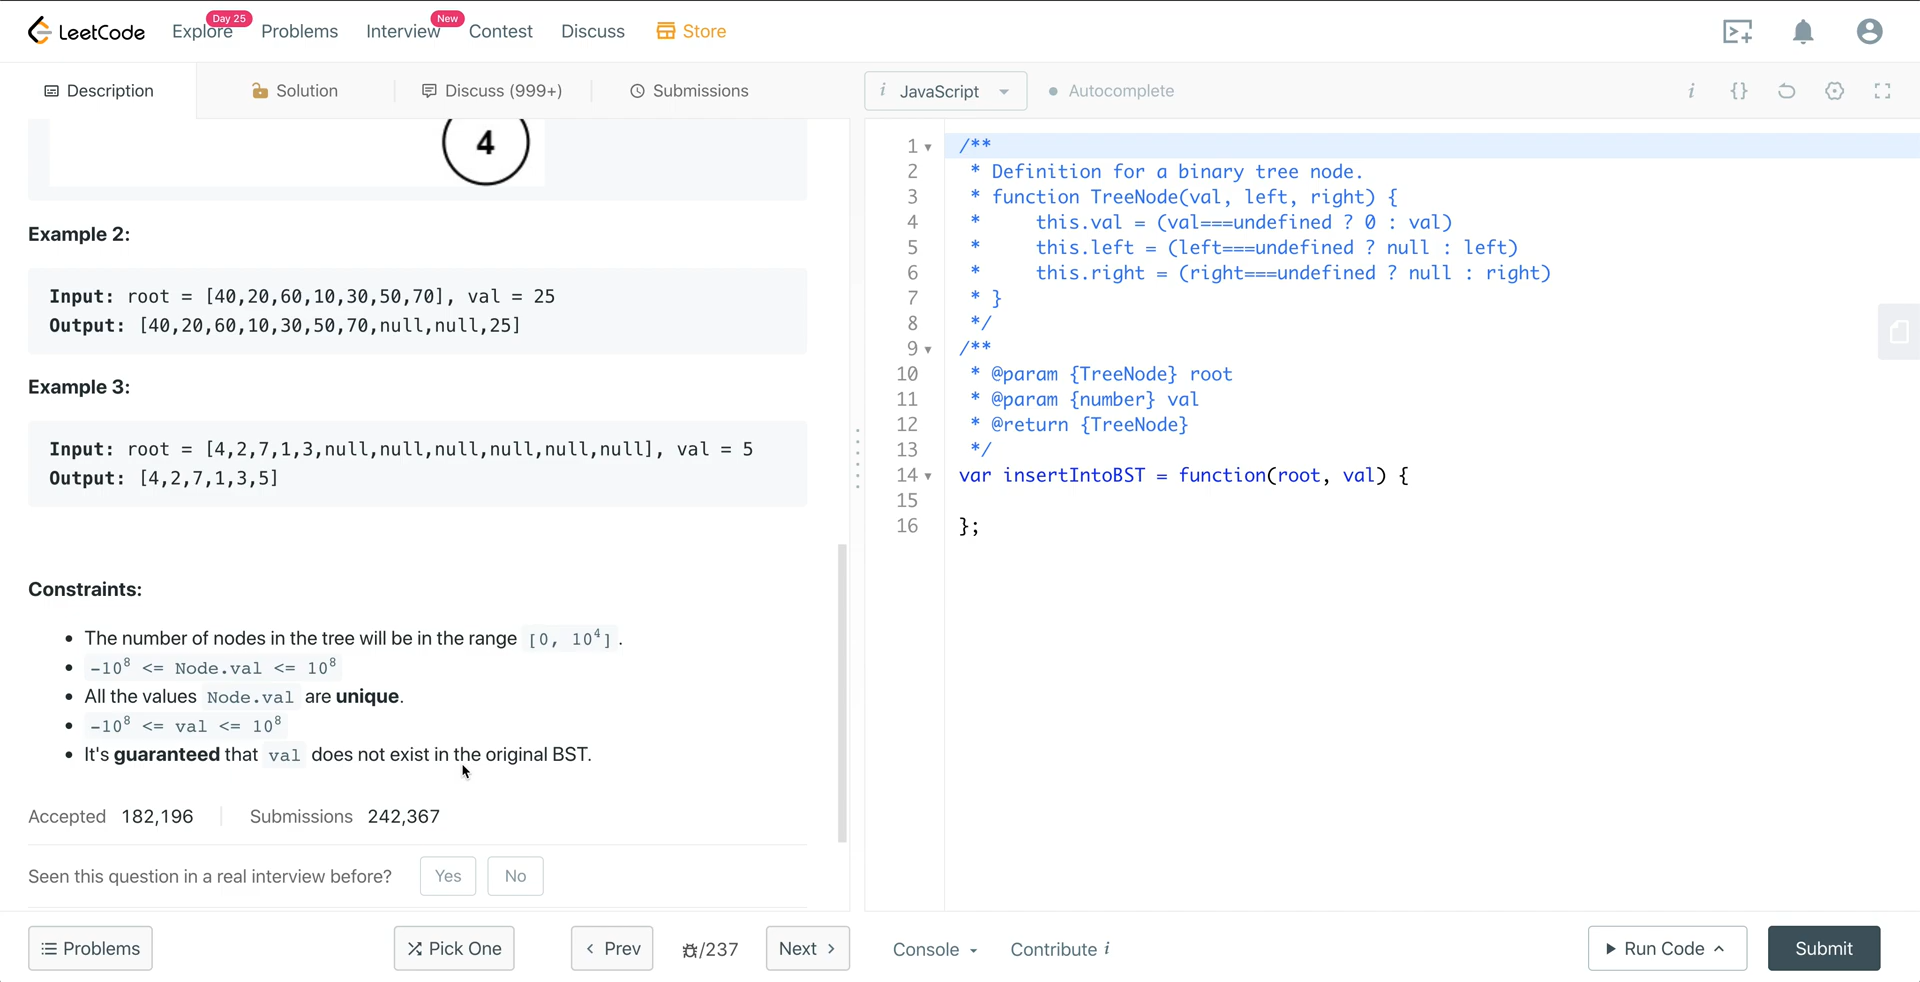 LeetCode
Explore
Day 25
Problems
Interview
New
Contest
Discuss
Store
Description
Solution
Discuss (999+)
Submissions
4
Example 2:
Input: root = [40,20,60,10,30,50,70], val = 25
Output: [40,20,60,10,30,50,70,null,null,25]
Example 3:
Input: root = [4,2,7,1,3,null,null,null,null,null,null], val = 5
Output: [4,2,7,1,3,5]
Constraints:
• The number of nodes in the tree will be in the range [0, 10⁴].
• -10⁸ <= Node.val <= 10⁸
• All the values Node.val are unique.
• -10⁸ <= val <= 10⁸
• It's guaranteed that val does not exist in the original BST.
Accepted 182,196 | Submissions 242,367
Seen this question in a real interview before? Yes No
Problems
Pick One
< Prev
/237
Next >
i JavaScript
• Autocomplete
i {}
1 /**
2  * Definition for a binary tree node.
3  * function TreeNode(val, left, right) {
4  *     this.val = (val===undefined ? 0 : val)
5  *     this.left = (left===undefined ? null : left)
6  *     this.right = (right===undefined ? null : right)
7  * }
8  */
9 /**
10  * @param {TreeNode} root
11  * @param {number} val
12  * @return {TreeNode}
13  */
14 var insertIntoBST = function(root, val) {
15
16 };
Console
Contribute i
Run Code
Submit